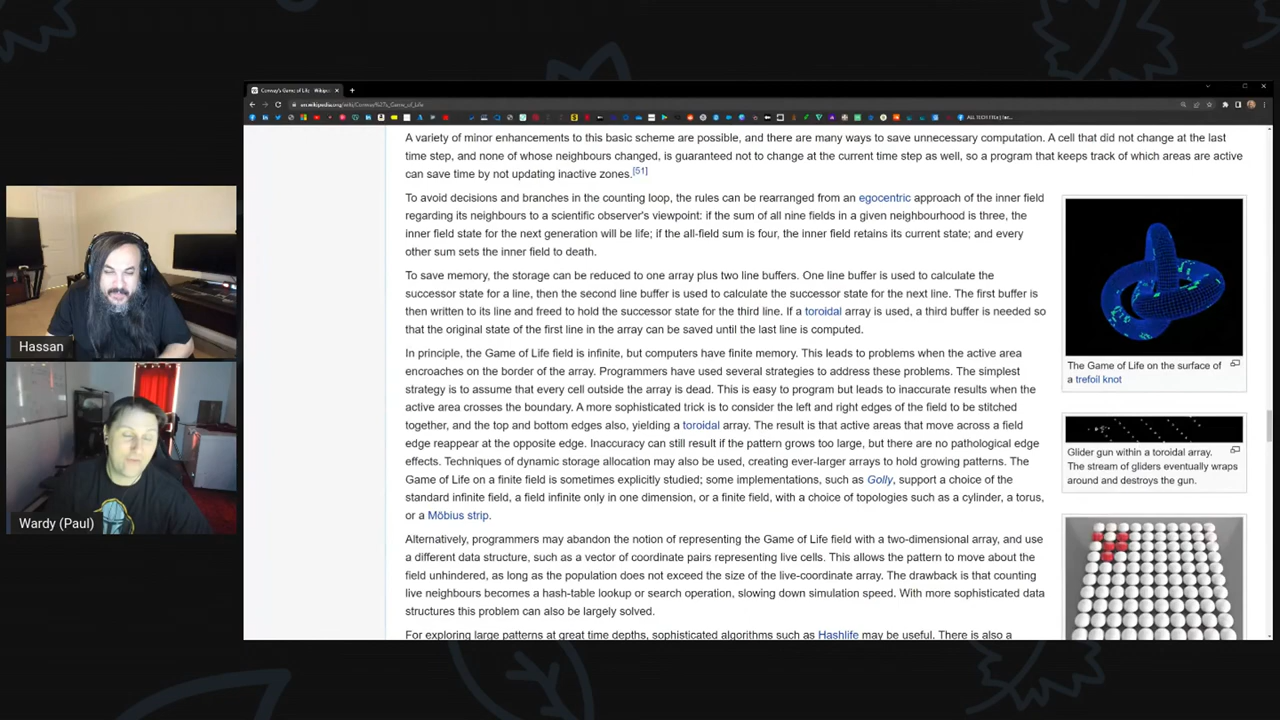 Conway's Game of Life - Wikipe
en.wikipedia.org/wiki/Conway%27s_Game_of_Life
A variety of minor enhancements to this basic scheme are possible, and there are many ways to save unnecessary computation. A cell that did not change at the last
time step, and none of whose neighbours changed, is guaranteed not to change at the current time step as well, so a program that keeps track of which areas are active
can save time by not updating inactive zones.[51]
To avoid decisions and branches in the counting loop, the rules can be rearranged from an egocentric approach of the inner field
regarding its neighbours to a scientific observer's viewpoint: if the sum of all nine fields in a given neighbourhood is three, the
inner field state for the next generation will be life; if the all-field sum is four, the inner field retains its current state; and every
other sum sets the inner field to death.
To save memory, the storage can be reduced to one array plus two line buffers. One line buffer is used to calculate the
successor state for a line, then the second line buffer is used to calculate the successor state for the next line. The first buffer is
then written to its line and freed to hold the successor state for the third line. If a toroidal array is used, a third buffer is needed so
that the original state of the first line in the array can be saved until the last line is computed.
In principle, the Game of Life field is infinite, but computers have finite memory. This leads to problems when the active area
encroaches on the border of the array. Programmers have used several strategies to address these problems. The simplest
strategy is to assume that every cell outside the array is dead. This is easy to program but leads to inaccurate results when the
active area crosses the boundary. A more sophisticated trick is to consider the left and right edges of the field to be stitched
together, and the top and bottom edges also, yielding a toroidal array. The result is that active areas that move across a field
edge reappear at the opposite edge. Inaccuracy can still result if the pattern grows too large, but there are no pathological edge
effects. Techniques of dynamic storage allocation may also be used, creating ever-larger arrays to hold growing patterns. The
Game of Life on a finite field is sometimes explicitly studied; some implementations, such as Golly, support a choice of the
standard infinite field, a field infinite only in one dimension, or a finite field, with a choice of topologies such as a cylinder, a torus,
or a Möbius strip.
Alternatively, programmers may abandon the notion of representing the Game of Life field with a two-dimensional array, and use
a different data structure, such as a vector of coordinate pairs representing live cells. This allows the pattern to move about the
field unhindered, as long as the population does not exceed the size of the live-coordinate array. The drawback is that counting
live neighbours becomes a hash-table lookup or search operation, slowing down simulation speed. With more sophisticated data
structures this problem can also be largely solved.
For exploring large patterns at great time depths, sophisticated algorithms such as Hashlife may be useful. There is also a
The Game of Life on the surface of
a trefoil knot
Glider gun within a toroidal array.
The stream of gliders eventually wraps
around and destroys the gun.
Hassan
Wardy (Paul)